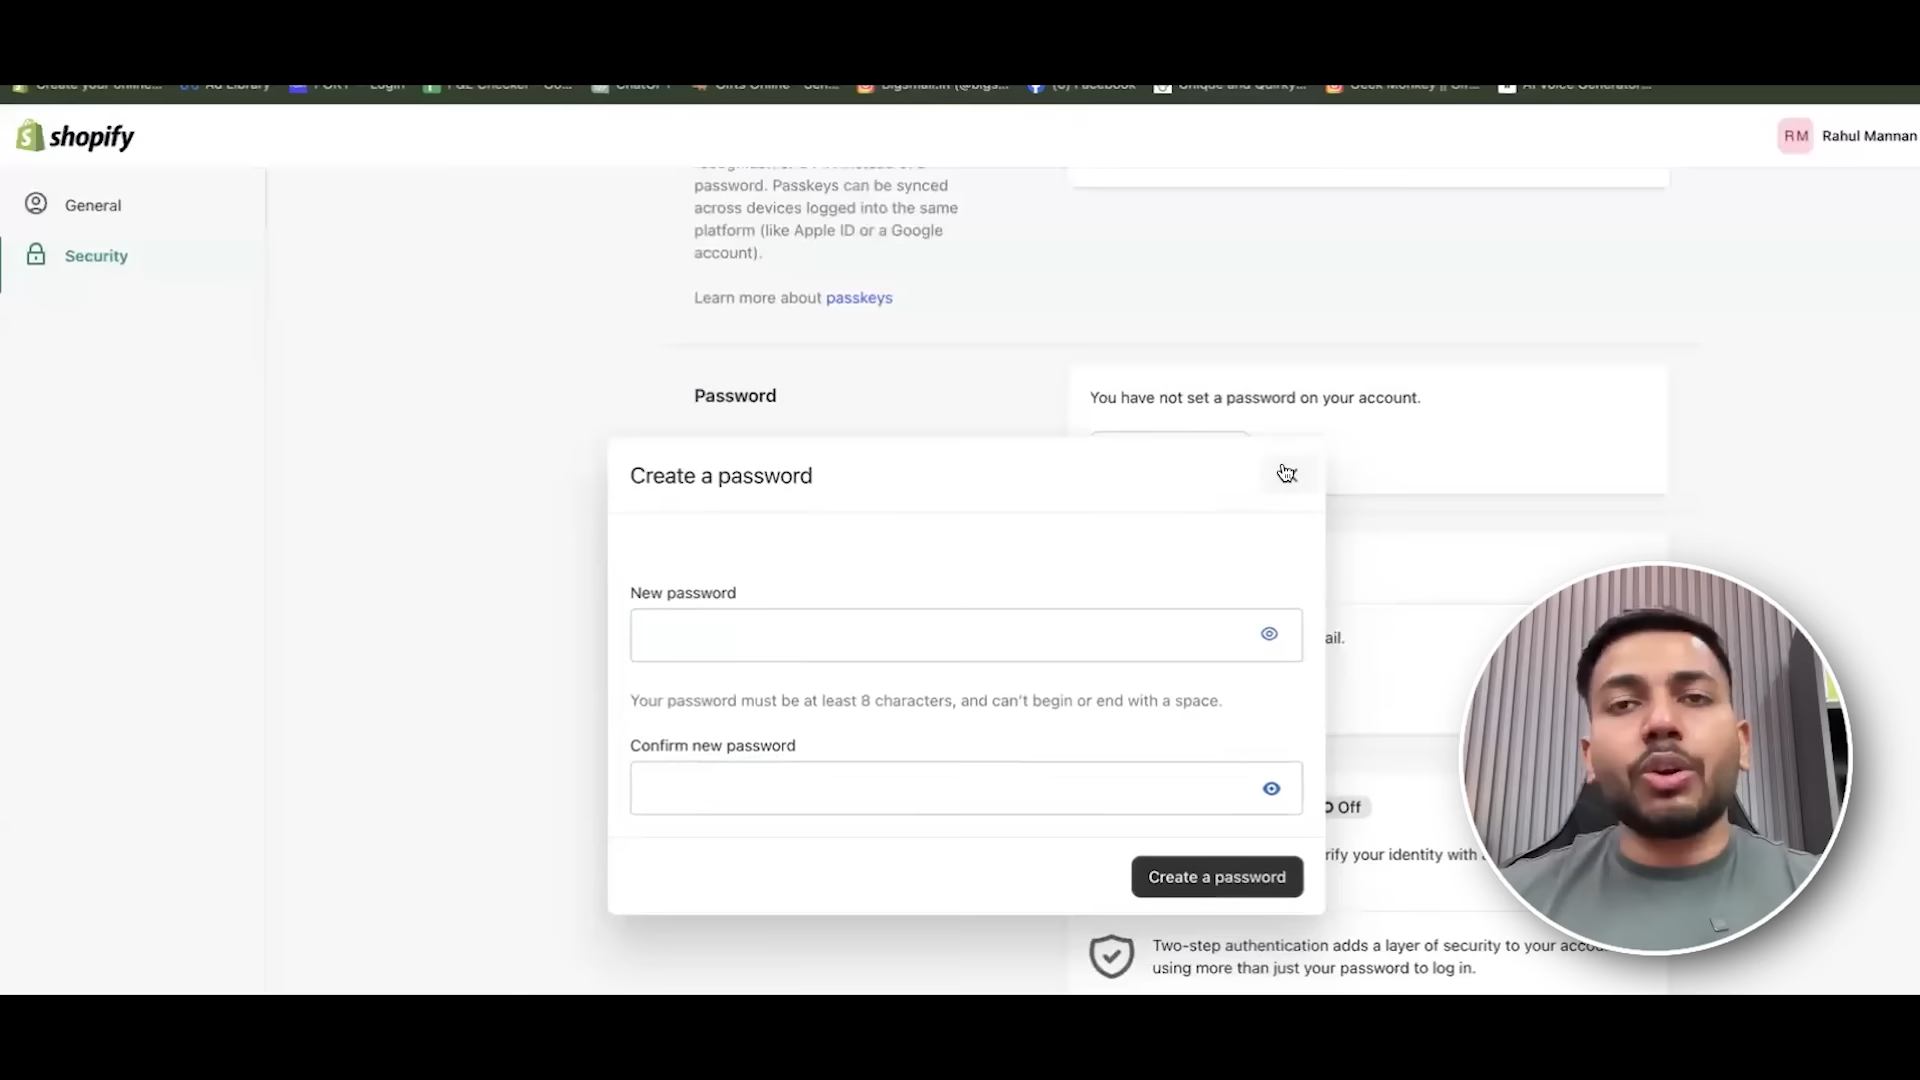 shopify
RM Rahul Mannan
General
Security
password. Passkeys can be synced
across devices logged into the same
platform (like Apple ID or a Google
account).
Learn more about passkeys
Password
You have not set a password on your account.
Create a password
New password
Your password must be at least 8 characters, and can't begin or end with a space.
Confirm new password
Create a password
ail.
Off
rify your identity with
Two-step authentication adds a layer of security to your
using more than just your password to log in.